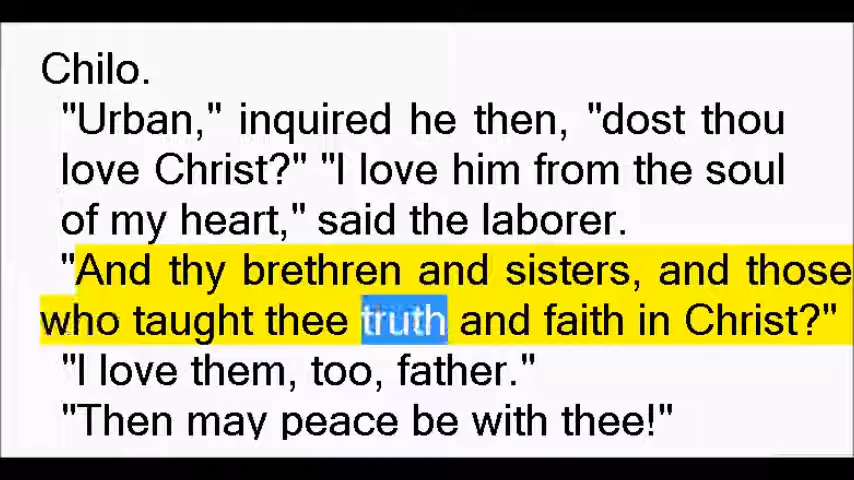 Chilo.
"Urban," inquired he then, "dost thou
love Christ?" "I love him from the soul
of my heart," said the laborer.
"And thy brethren and sisters, and those
who taught thee truth and faith in Christ?"
"I love them, too, father."
"Then may peace be with thee!"